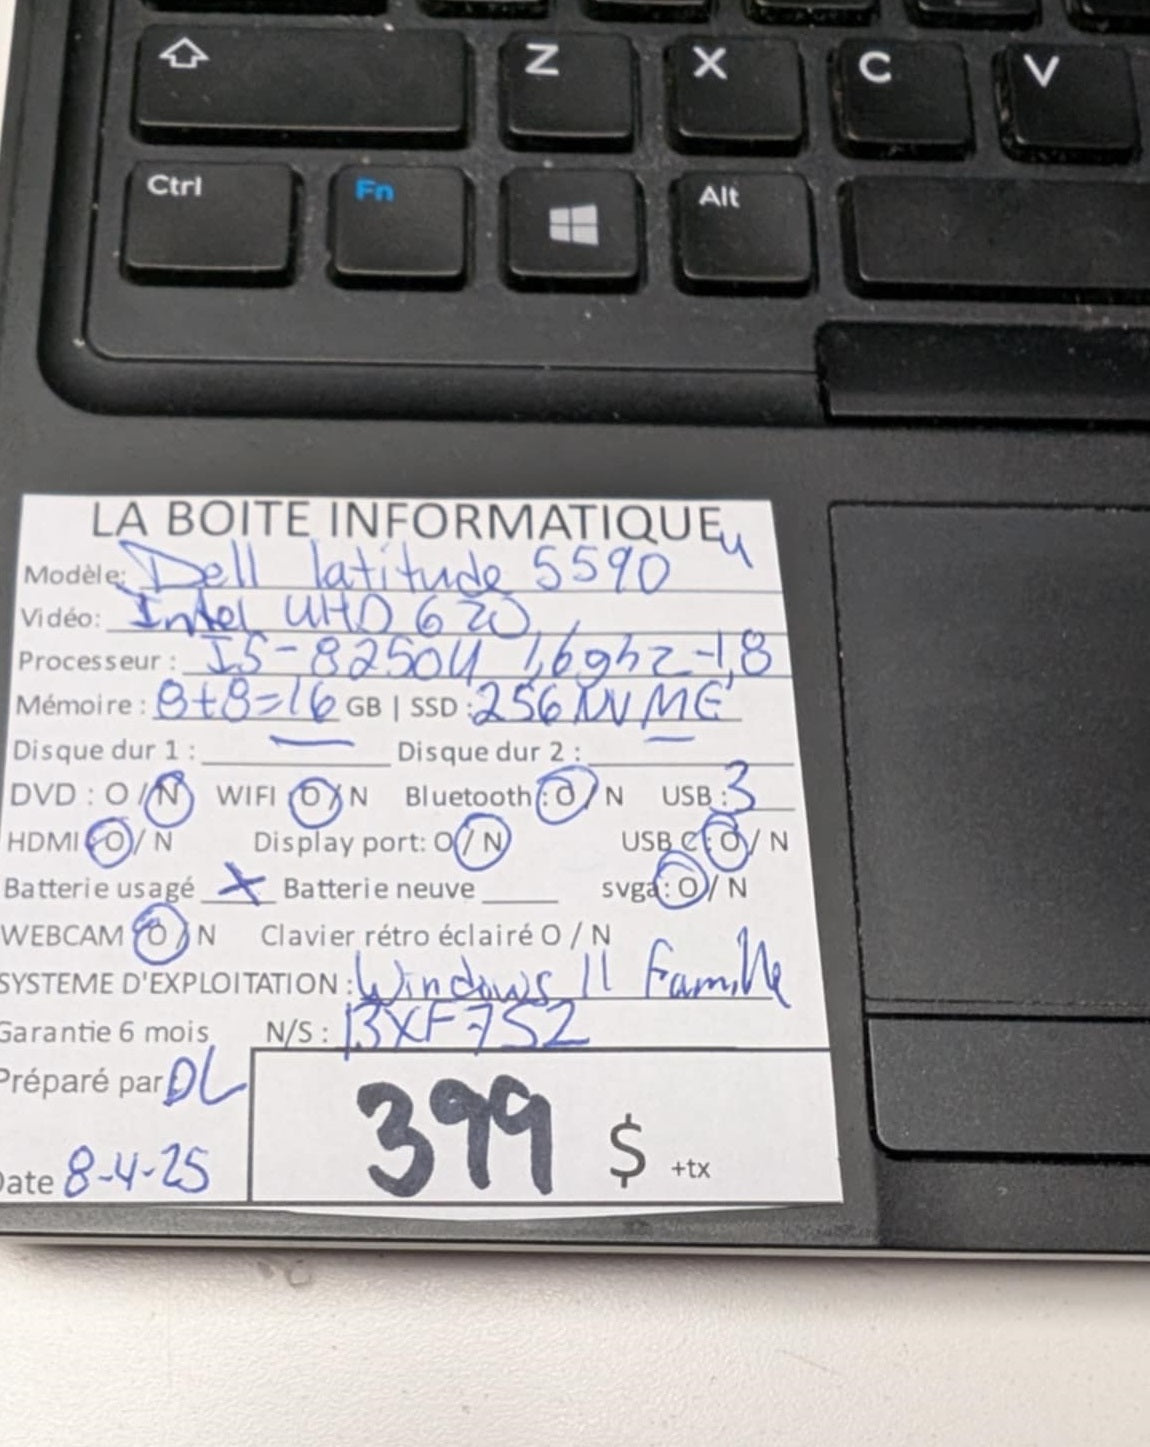 Z X C V
Ctrl Fn Alt
LA BOITE INFORMATIQUE
Modèle: Dell latitude 5590 4
Vidéo: Intel UHD 620
Processeur : I5-8250U 1,6ghz-1,8
Mémoire : 8+8=16 GB | SSD : 256 NVME
Disque dur 1 : Disque dur 2 :
DVD : O / N WIFI O / N Bluetooth : O / N USB : 3
HDMI O / N Display port: O / N USB C : O / N
Batterie usagé X Batterie neuve svga : O / N
WEBCAM O / N Clavier rétro éclairé O / N
SYSTEME D'EXPLOITATION : Windows 11 Famille
Garantie 6 mois N/S : 13XF752
Préparé par DL
399 $ +tx
Date 8-4-25